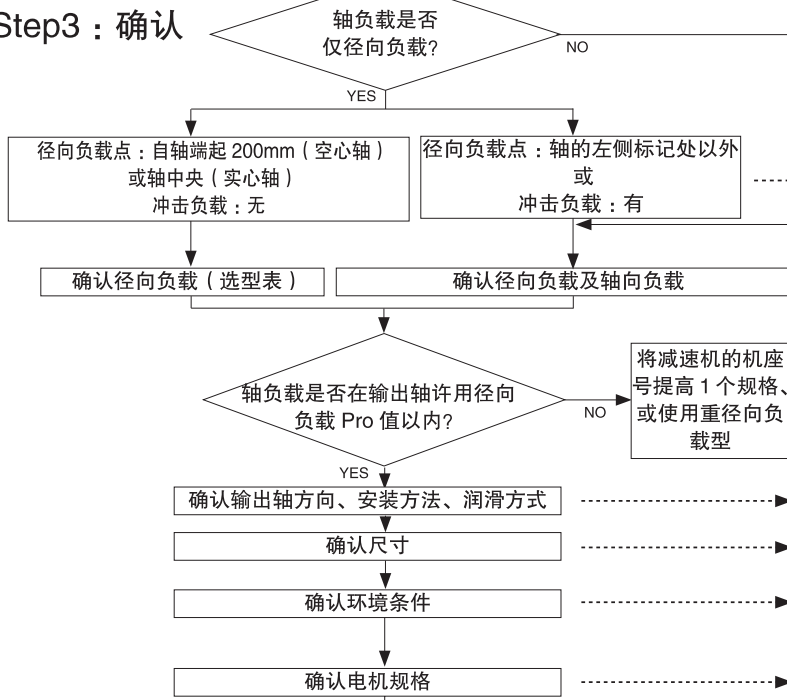 Step3：确认
轴负载是否
仅径向负载?
NO
YES
径向负载点：自轴端起 200mm（空心轴）
或轴中央（实心轴）
冲击负载：无
径向负载点：轴的左侧标记处以外
或
冲击负载：有
确认径向负载（选型表）
确认径向负载及轴向负载
轴负载是否在输出轴许用径向
负载 Pro 值以内?
NO
将减速机的机座
号提高 1 个规格、
或使用重径向负
载型
YES
确认输出轴方向、安装方法、润滑方式
确认尺寸
确认环境条件
确认电机规格